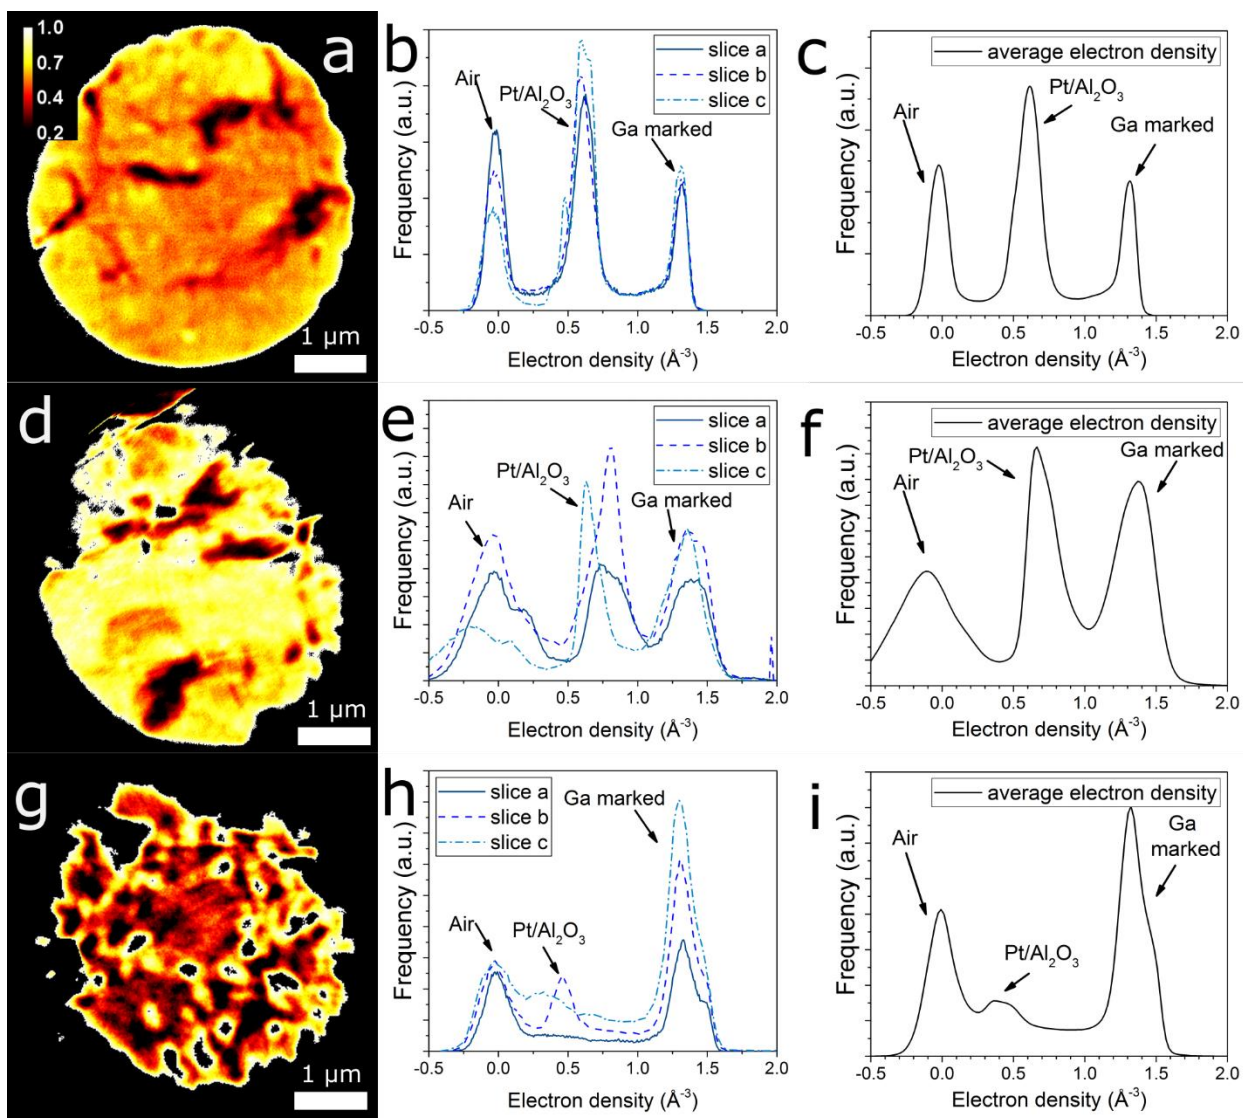 a
1.0
0.7
0.4
0.2
1 μm
b
slice a
slice b
slice c
Air
Pt/Al2O3
Ga marked
Frequency (a.u.)
-0.5 0.0 0.5 1.0 1.5 2.0
Electron density (Å-3)
c
average electron density
Air
Pt/Al2O3
Ga marked
Frequency (a.u.)
-0.5 0.0 0.5 1.0 1.5 2.0
Electron density (Å-3)
d
1 μm
e
slice a
slice b
slice c
Air
Pt/Al2O3
Ga marked
Frequency (a.u.)
-0.5 0.0 0.5 1.0 1.5 2.0
Electron density (Å-3)
f
average electron density
Air
Pt/Al2O3
Ga marked
Frequency (a.u.)
-0.5 0.0 0.5 1.0 1.5 2.0
Electron density (Å-3)
g
1 μm
h
slice a
slice b
slice c
Ga marked
Air
Pt/Al2O3
Frequency (a.u.)
-0.5 0.0 0.5 1.0 1.5 2.0
Electron density (Å-3)
i
average electron density
Air
Ga
marked
Pt/Al2O3
Frequency (a.u.)
-0.5 0.0 0.5 1.0 1.5 2.0
Electron density (Å-3)